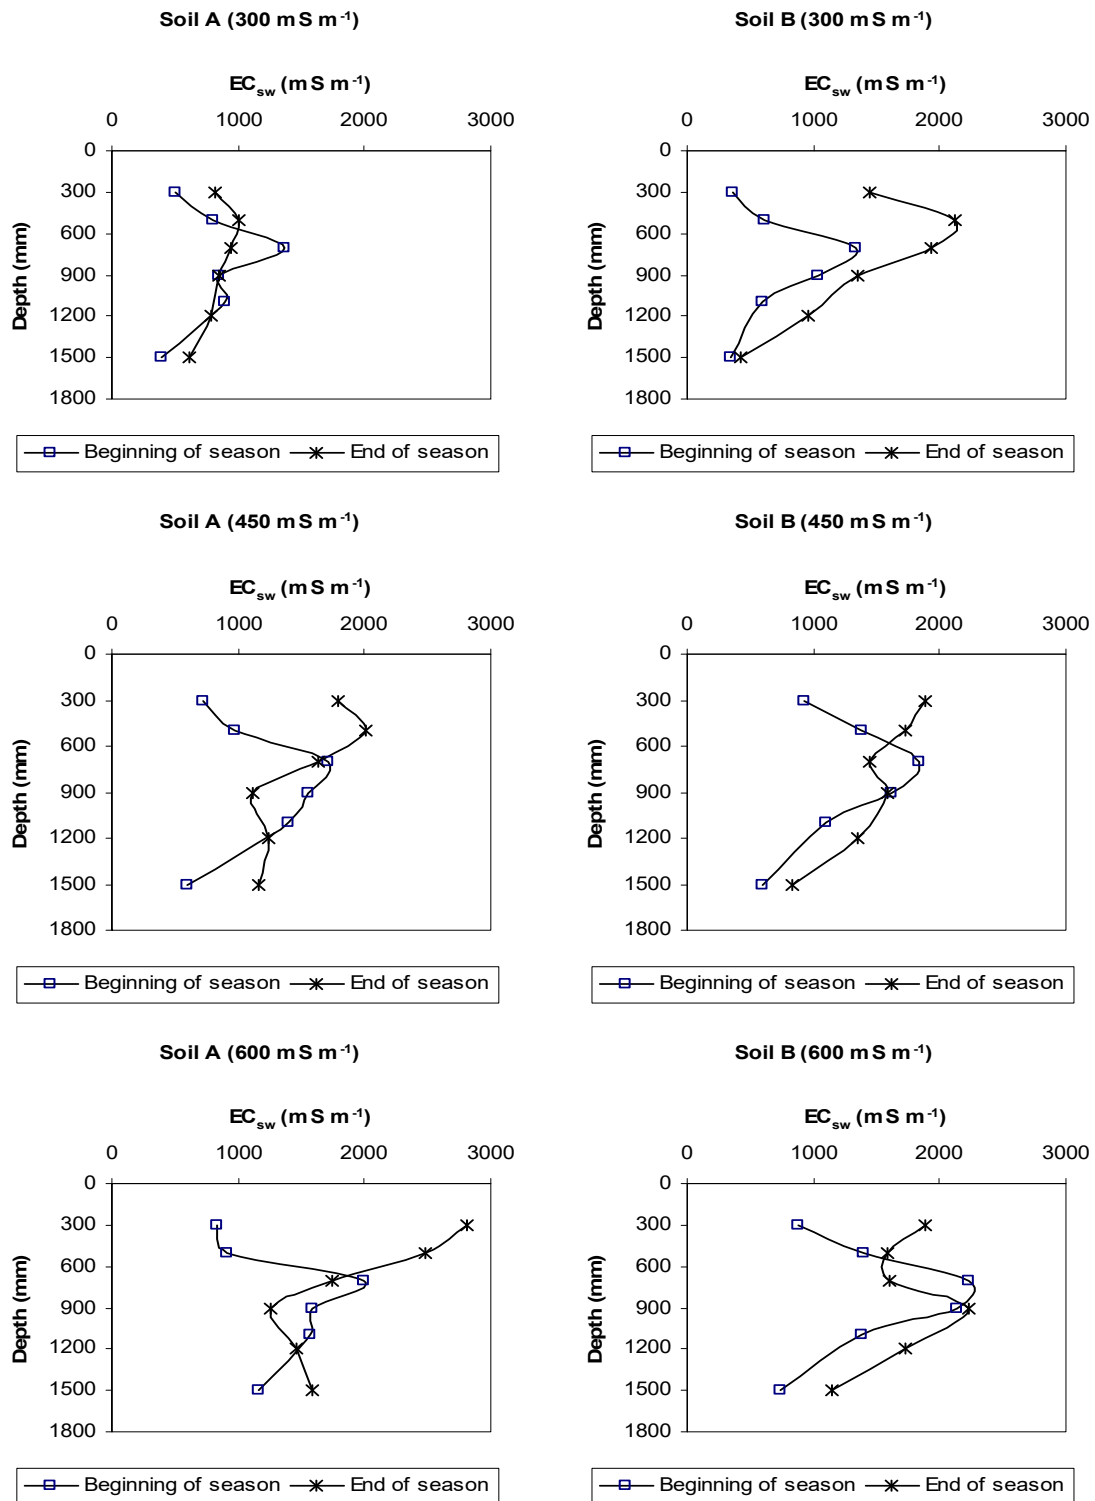 Soil A (300 mS m⁻¹)
ECsw (mS m⁻¹)
0 1000 2000 3000
0
300
600
900
1200
1500
1800
Depth (mm)
Beginning of season End of season
Soil B (300 mS m⁻¹)
ECsw (mS m⁻¹)
0 1000 2000 3000
0
300
600
900
1200
1500
1800
Depth (mm)
Beginning of season End of season
Soil A (450 mS m⁻¹)
ECsw (mS m⁻¹)
0 1000 2000 3000
0
300
600
900
1200
1500
1800
Depth (mm)
Beginning of season End of season
Soil B (450 mS m⁻¹)
ECsw (mS m⁻¹)
0 1000 2000 3000
0
300
600
900
1200
1500
1800
Depth (mm)
Beginning of season End of season
Soil A (600 mS m⁻¹)
ECsw (mS m⁻¹)
0 1000 2000 3000
0
300
600
900
1200
1500
1800
Depth (mm)
Beginning of season End of season
Soil B (600 mS m⁻¹)
ECsw (mS m⁻¹)
0 1000 2000 3000
0
300
600
900
1200
1500
1800
Depth (mm)
Beginning of season End of season